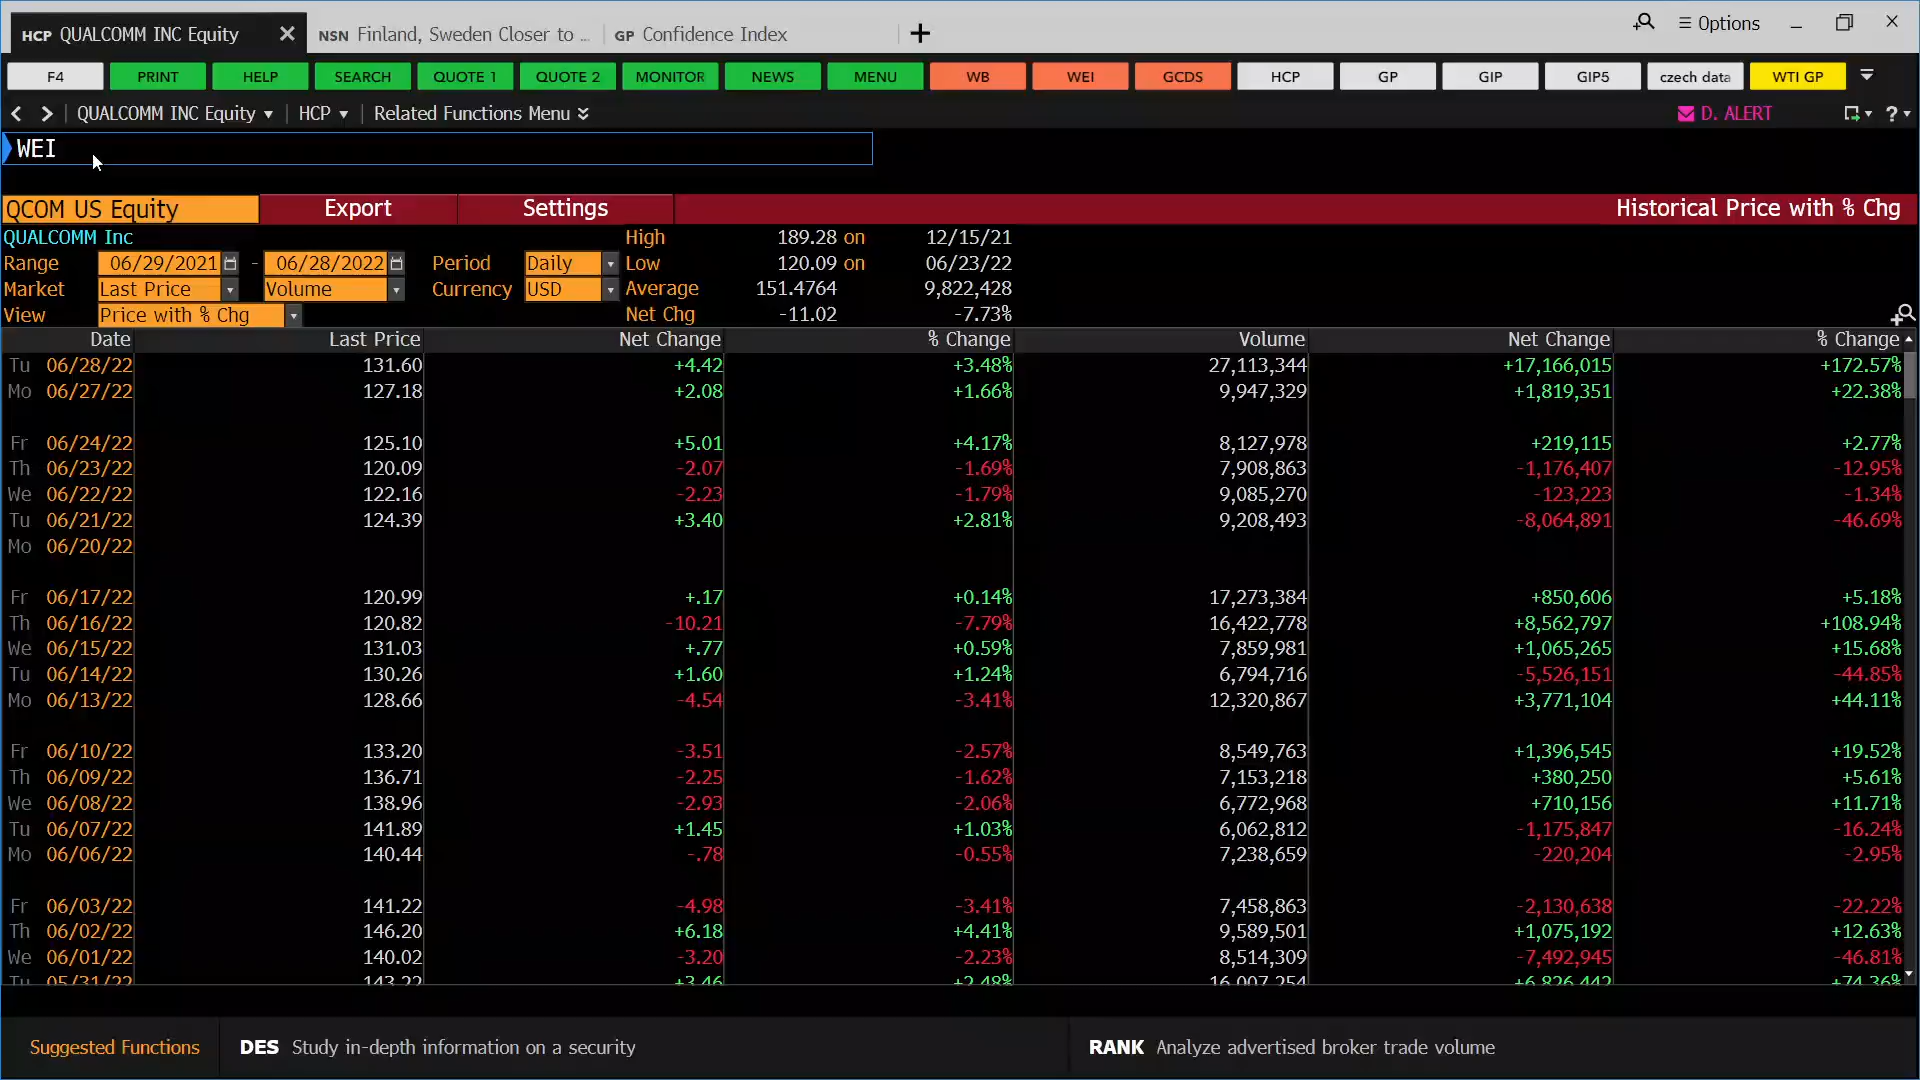 HCP QUALCOMM INC Equity NSN Finland, Sweden Closer to ... GP Confidence Index Options
F4 PRINT HELP SEARCH QUOTE 1 QUOTE 2 MONITOR NEWS MENU WB WEI GCDS HCP GP GIP GIP5 czech data WTI GP
QUALCOMM INC Equity HCP Related Functions Menu D. ALERT ?
WEI
QCOM US Equity Export Settings Historical Price with % Chg
QUALCOMM Inc High 189.28 on 12/15/21
Range 06/29/2021 - 06/28/2022 Period Daily Low 120.09 on 06/23/22
Market Last Price Volume Currency USD Average 151.4764 9,822,428
View Price with % Chg Net Chg -11.02 -7.73%
Date Last Price Net Change % Change Volume Net Change % Change
Tu 06/28/22 131.60 +4.42 +3.48% 27,113,344 +17,166,015 +172.57%
Mo 06/27/22 127.18 +2.08 +1.66% 9,947,329 +1,819,351 +22.38%
Fr 06/24/22 125.10 +5.01 +4.17% 8,127,978 +219,115 +2.77%
Th 06/23/22 120.09 -2.07 -1.69% 7,908,863 -1,176,407 -12.95%
We 06/22/22 122.16 -2.23 -1.79% 9,085,270 -123,223 -1.34%
Tu 06/21/22 124.39 +3.40 +2.81% 9,208,493 -8,064,891 -46.69%
Mo 06/20/22
Fr 06/17/22 120.99 +.17 +0.14% 17,273,384 +850,606 +5.18%
Th 06/16/22 120.82 -10.21 -7.79% 16,422,778 +8,562,797 +108.94%
We 06/15/22 131.03 +.77 +0.59% 7,859,981 +1,065,265 +15.68%
Tu 06/14/22 130.26 +1.60 +1.24% 6,794,716 -5,526,151 -44.85%
Mo 06/13/22 128.66 -4.54 -3.41% 12,320,867 +3,771,104 +44.11%
Fr 06/10/22 133.20 -3.51 -2.57% 8,549,763 +1,396,545 +19.52%
Th 06/09/22 136.71 -2.25 -1.62% 7,153,218 +380,250 +5.61%
We 06/08/22 138.96 -2.93 -2.06% 6,772,968 +710,156 +11.71%
Tu 06/07/22 141.89 +1.45 +1.03% 6,062,812 -1,175,847 -16.24%
Mo 06/06/22 140.44 -.78 -0.55% 7,238,659 -220,204 -2.95%
Fr 06/03/22 141.22 -4.98 -3.41% 7,458,863 -2,130,638 -22.22%
Th 06/02/22 146.20 +6.18 +4.41% 9,589,501 +1,075,192 +12.63%
We 06/01/22 140.02 -3.20 -2.23% 8,514,309 -7,492,945 -46.81%
Tu 05/31/22 143.22 +3.46 +2.48% 16,007,254 +6,826,442 +74.36%
Suggested Functions DES Study in-depth information on a security RANK Analyze advertised broker trade volume